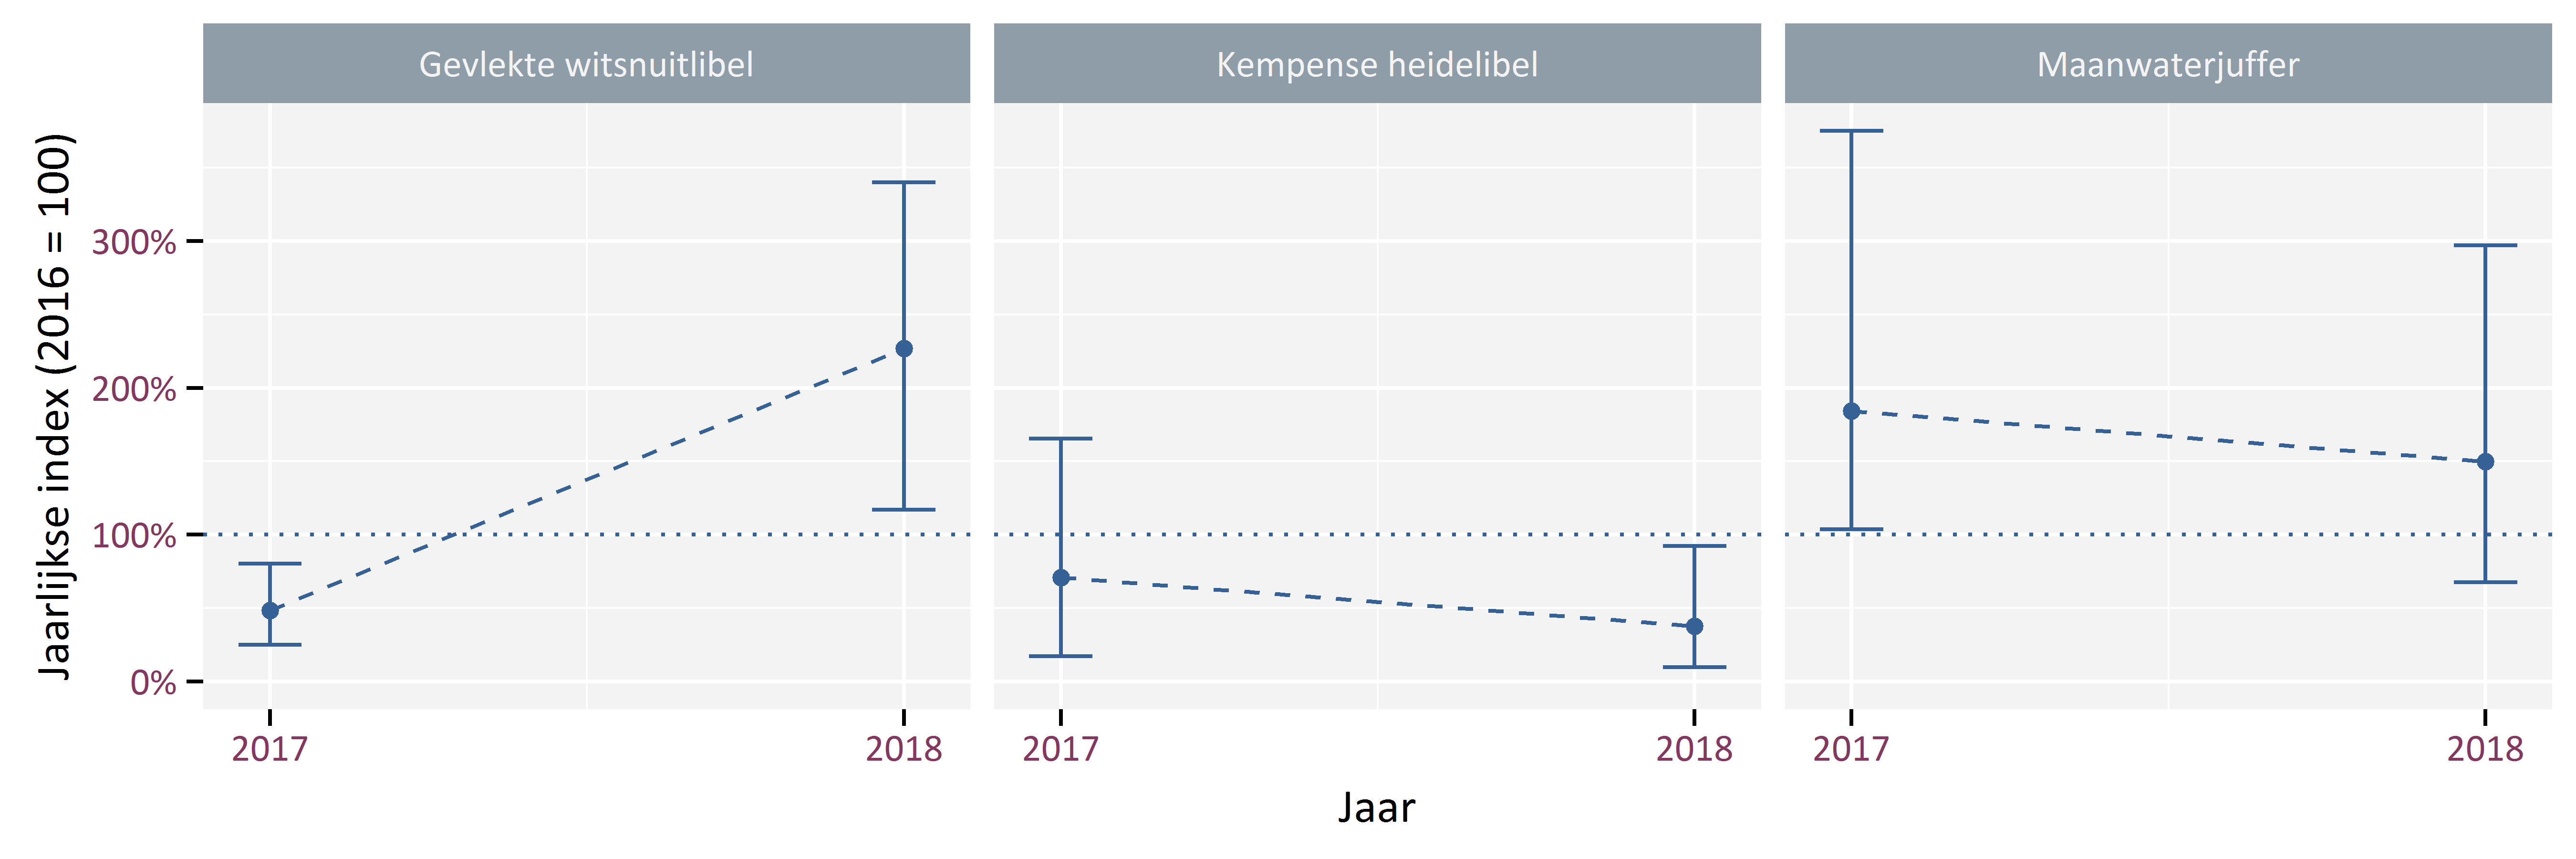 Gevlekte witsnuitlibel
Kempense heidelibel
Maanwaterjuffer
Jaarlijkse index (2016 = 100)
300%
200%
100%
0%
2017 2018 2017 2018 2017 2018
Jaar